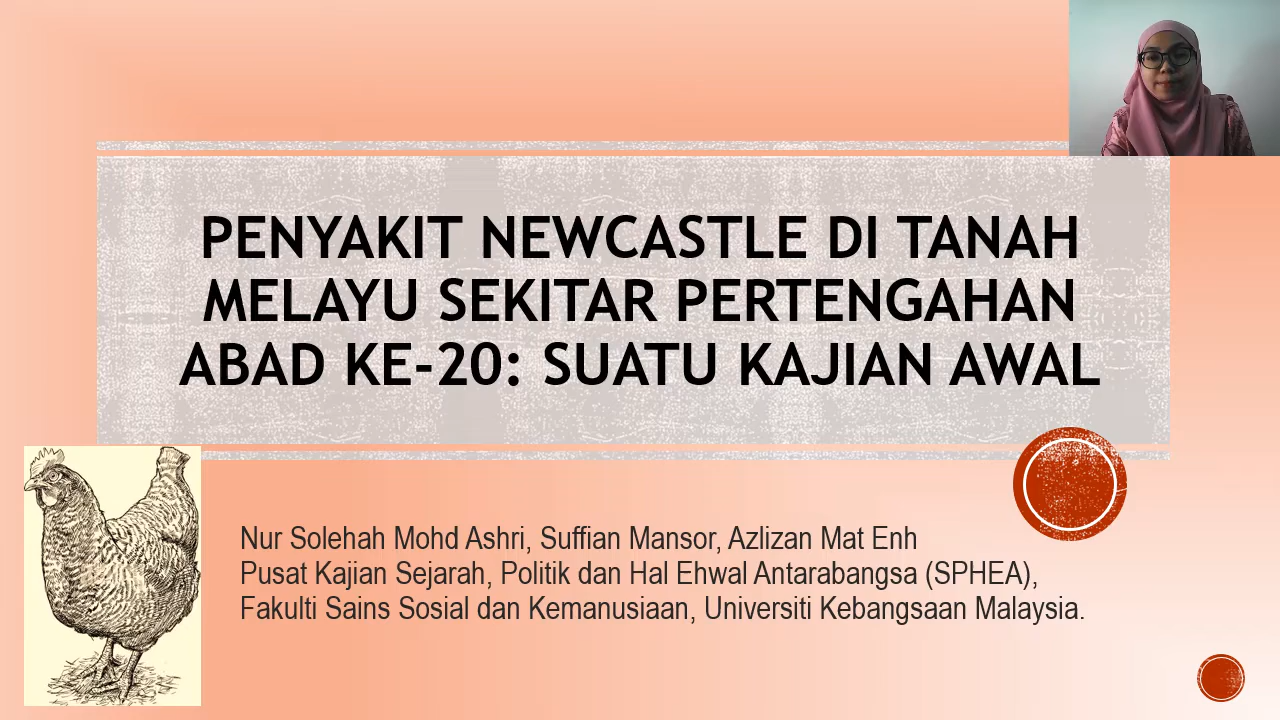 PENYAKIT NEWCASTLE DI TANAH
MELAYU SEKITAR PERTENGAHAN
ABAD KE-20: SUATU KAJIAN AWAL
Nur Solehah Mohd Ashri, Suffian Mansor, Azlizan Mat Enh
Pusat Kajian Sejarah, Politik dan Hal Ehwal Antarabangsa (SPHEA),
Fakulti Sains Sosial dan Kemanusiaan, Universiti Kebangsaan Malaysia.